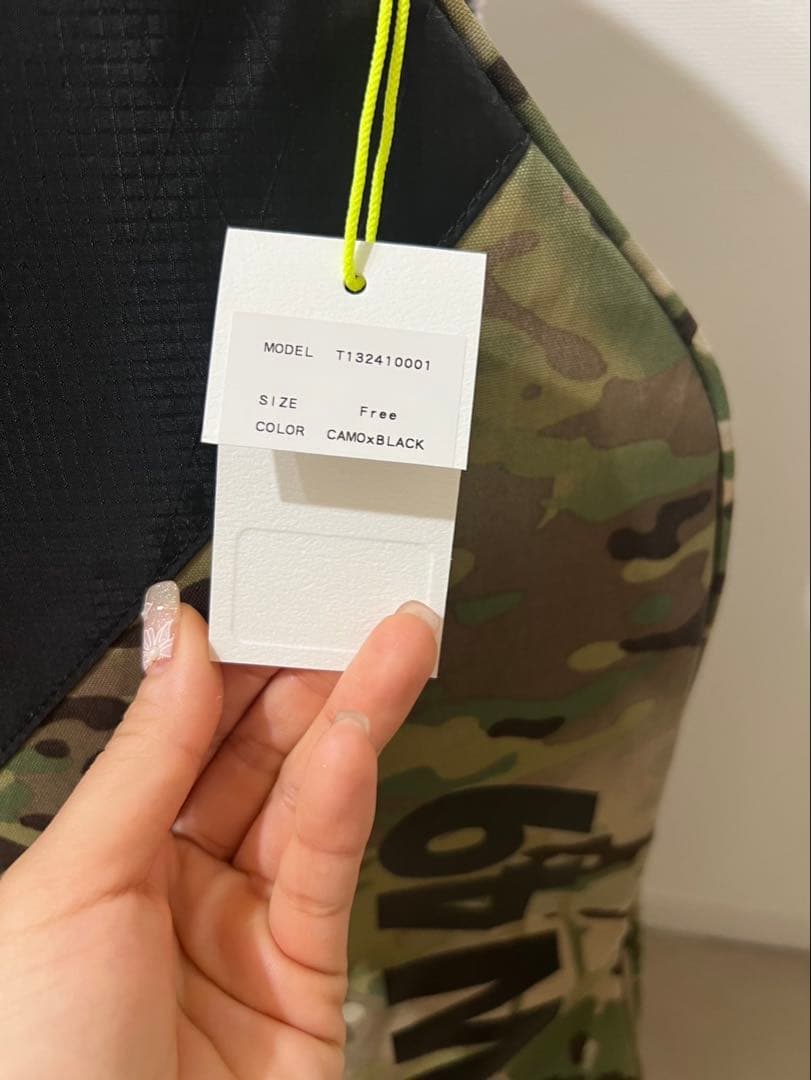 MODEL T132410001
SIZE Free
COLOR CAMOxBLACK